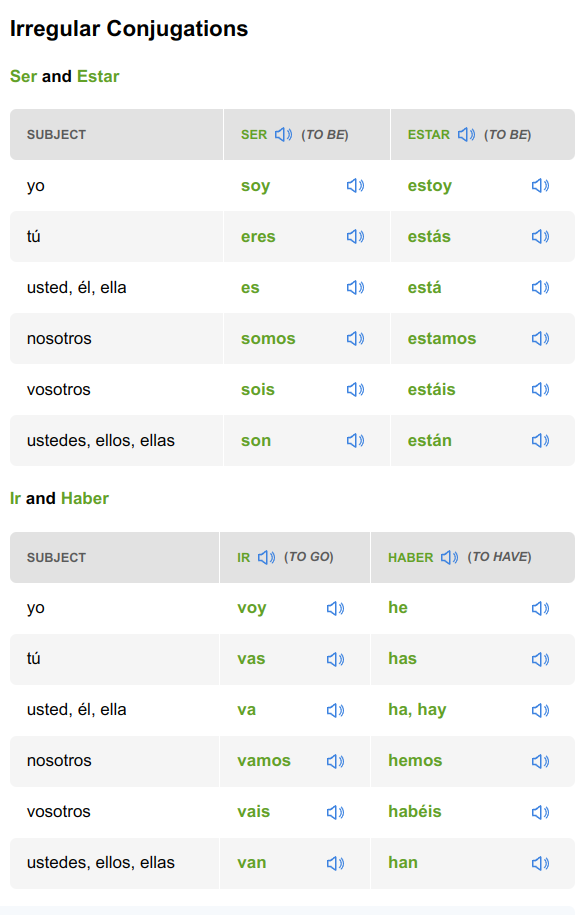 Irregular Conjugations
Ser and Estar
SUBJECT SER (TO BE) ESTAR (TO BE)
yo soy estoy
tú eres estás
usted, él, ella es está
nosotros somos estamos
vosotros sois estáis
ustedes, ellos, ellas son están
Ir and Haber
SUBJECT IR (TO GO) HABER (TO HAVE)
yo voy he
tú vas has
usted, él, ella va ha, hay
nosotros vamos hemos
vosotros vais habéis
ustedes, ellos, ellas van han